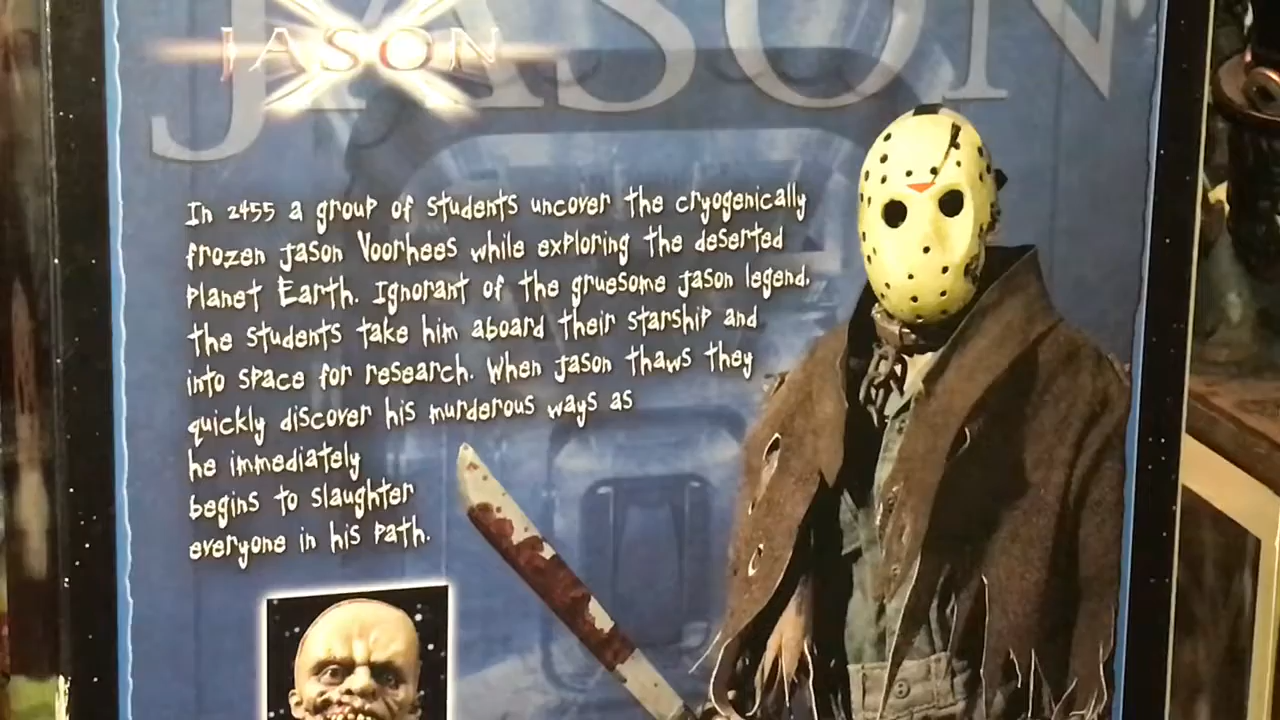 JASON
JASON
In 2455 a group of students uncover the cryogenically
frozen Jason Voorhees while exploring the deserted
planet Earth. Ignorant of the gruesome Jason legend,
the students take him aboard their starship and
into space for research. When Jason thaws they
quickly discover his murderous ways as
he immediately
begins to slaughter
everyone in his path.